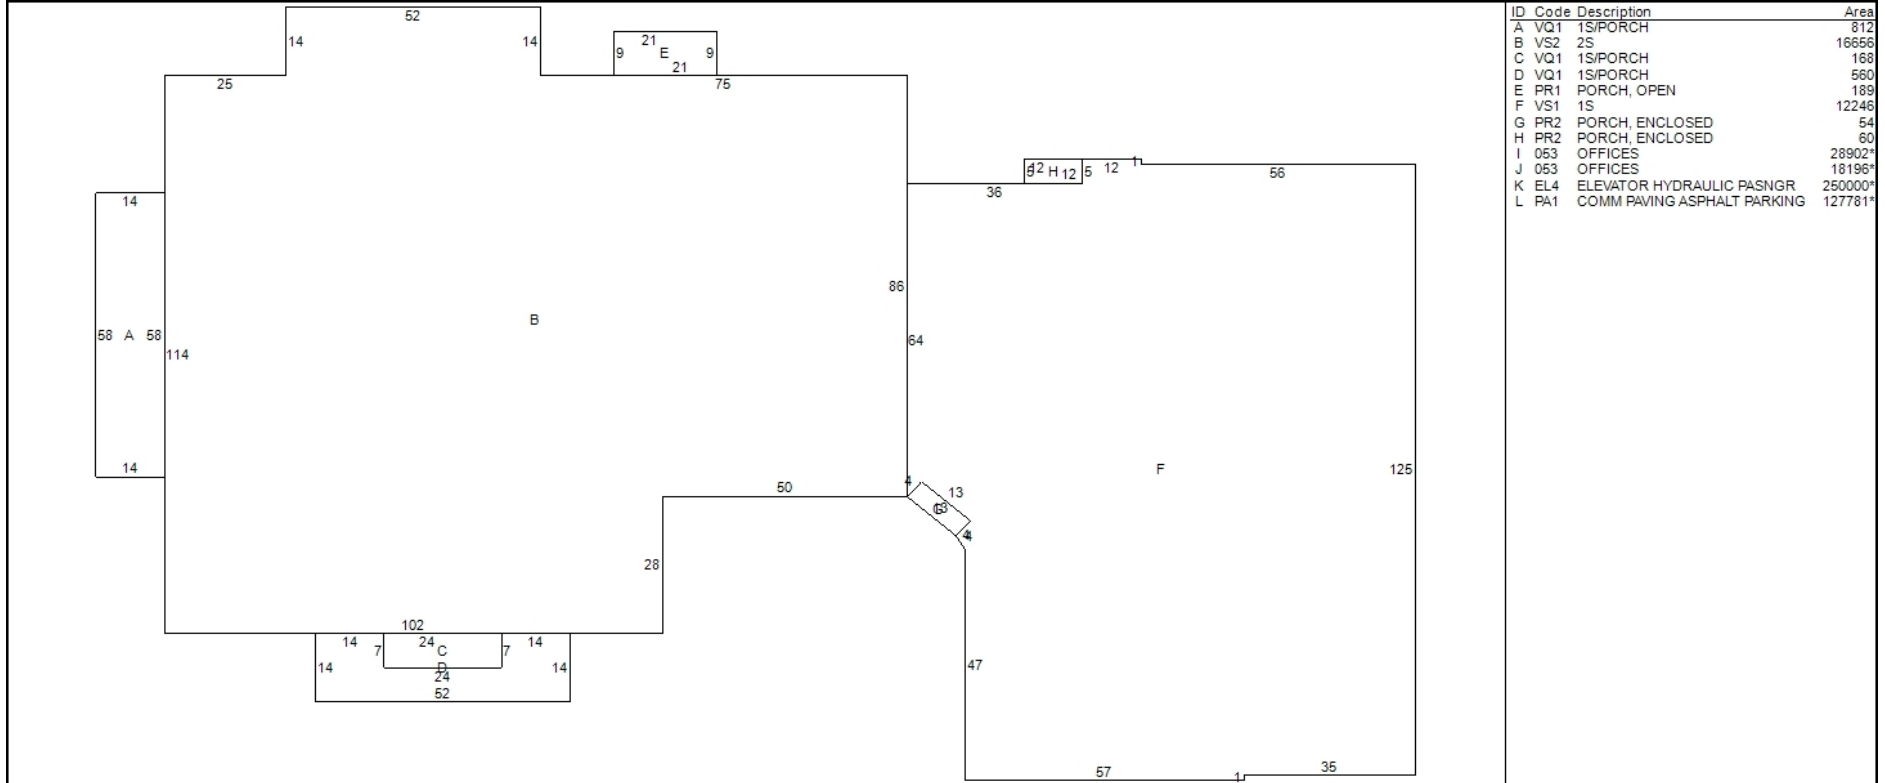 52
14 14
21
9 E 9
21
25 75
12 H 12 5 12 1
36 56
14
86
B
58 A 58 64
114
14 F 125
50 4 13
G 13
4
28
102
14 24 14
7 C 7
14 D 14
24
52
47
57 1 35
ID Code Description Area
A VQ1 1S/PORCH 812
B VS2 2S 16656
C VQ1 1S/PORCH 168
D VQ1 1S/PORCH 560
E PR1 PORCH, OPEN 189
F VS1 1S 12246
G PR2 PORCH, ENCLOSED 54
H PR2 PORCH, ENCLOSED 60
I 053 OFFICES 28902*
J 053 OFFICES 18196*
K EL4 ELEVATOR HYDRAULIC PASNGR 250000*
L PA1 COMM PAVING ASPHALT PARKING 127781*